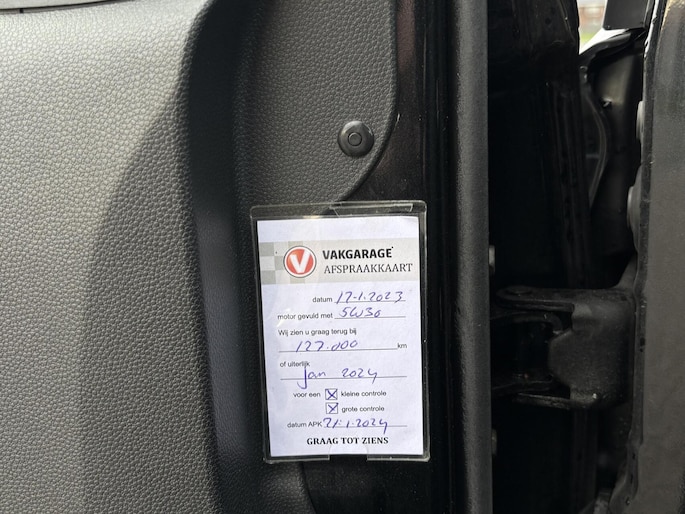 V VAKGARAGE
AFSPRAAKKAART
datum 17-1-2023
motor gevuld met 5W30
Wij zien u graag terug bij
127.000 km
of uiterlijk
Jan 2024
voor een ☒ kleine controle
☒ grote controle
datum APK 21-1-2024
GRAAG TOT ZIENS